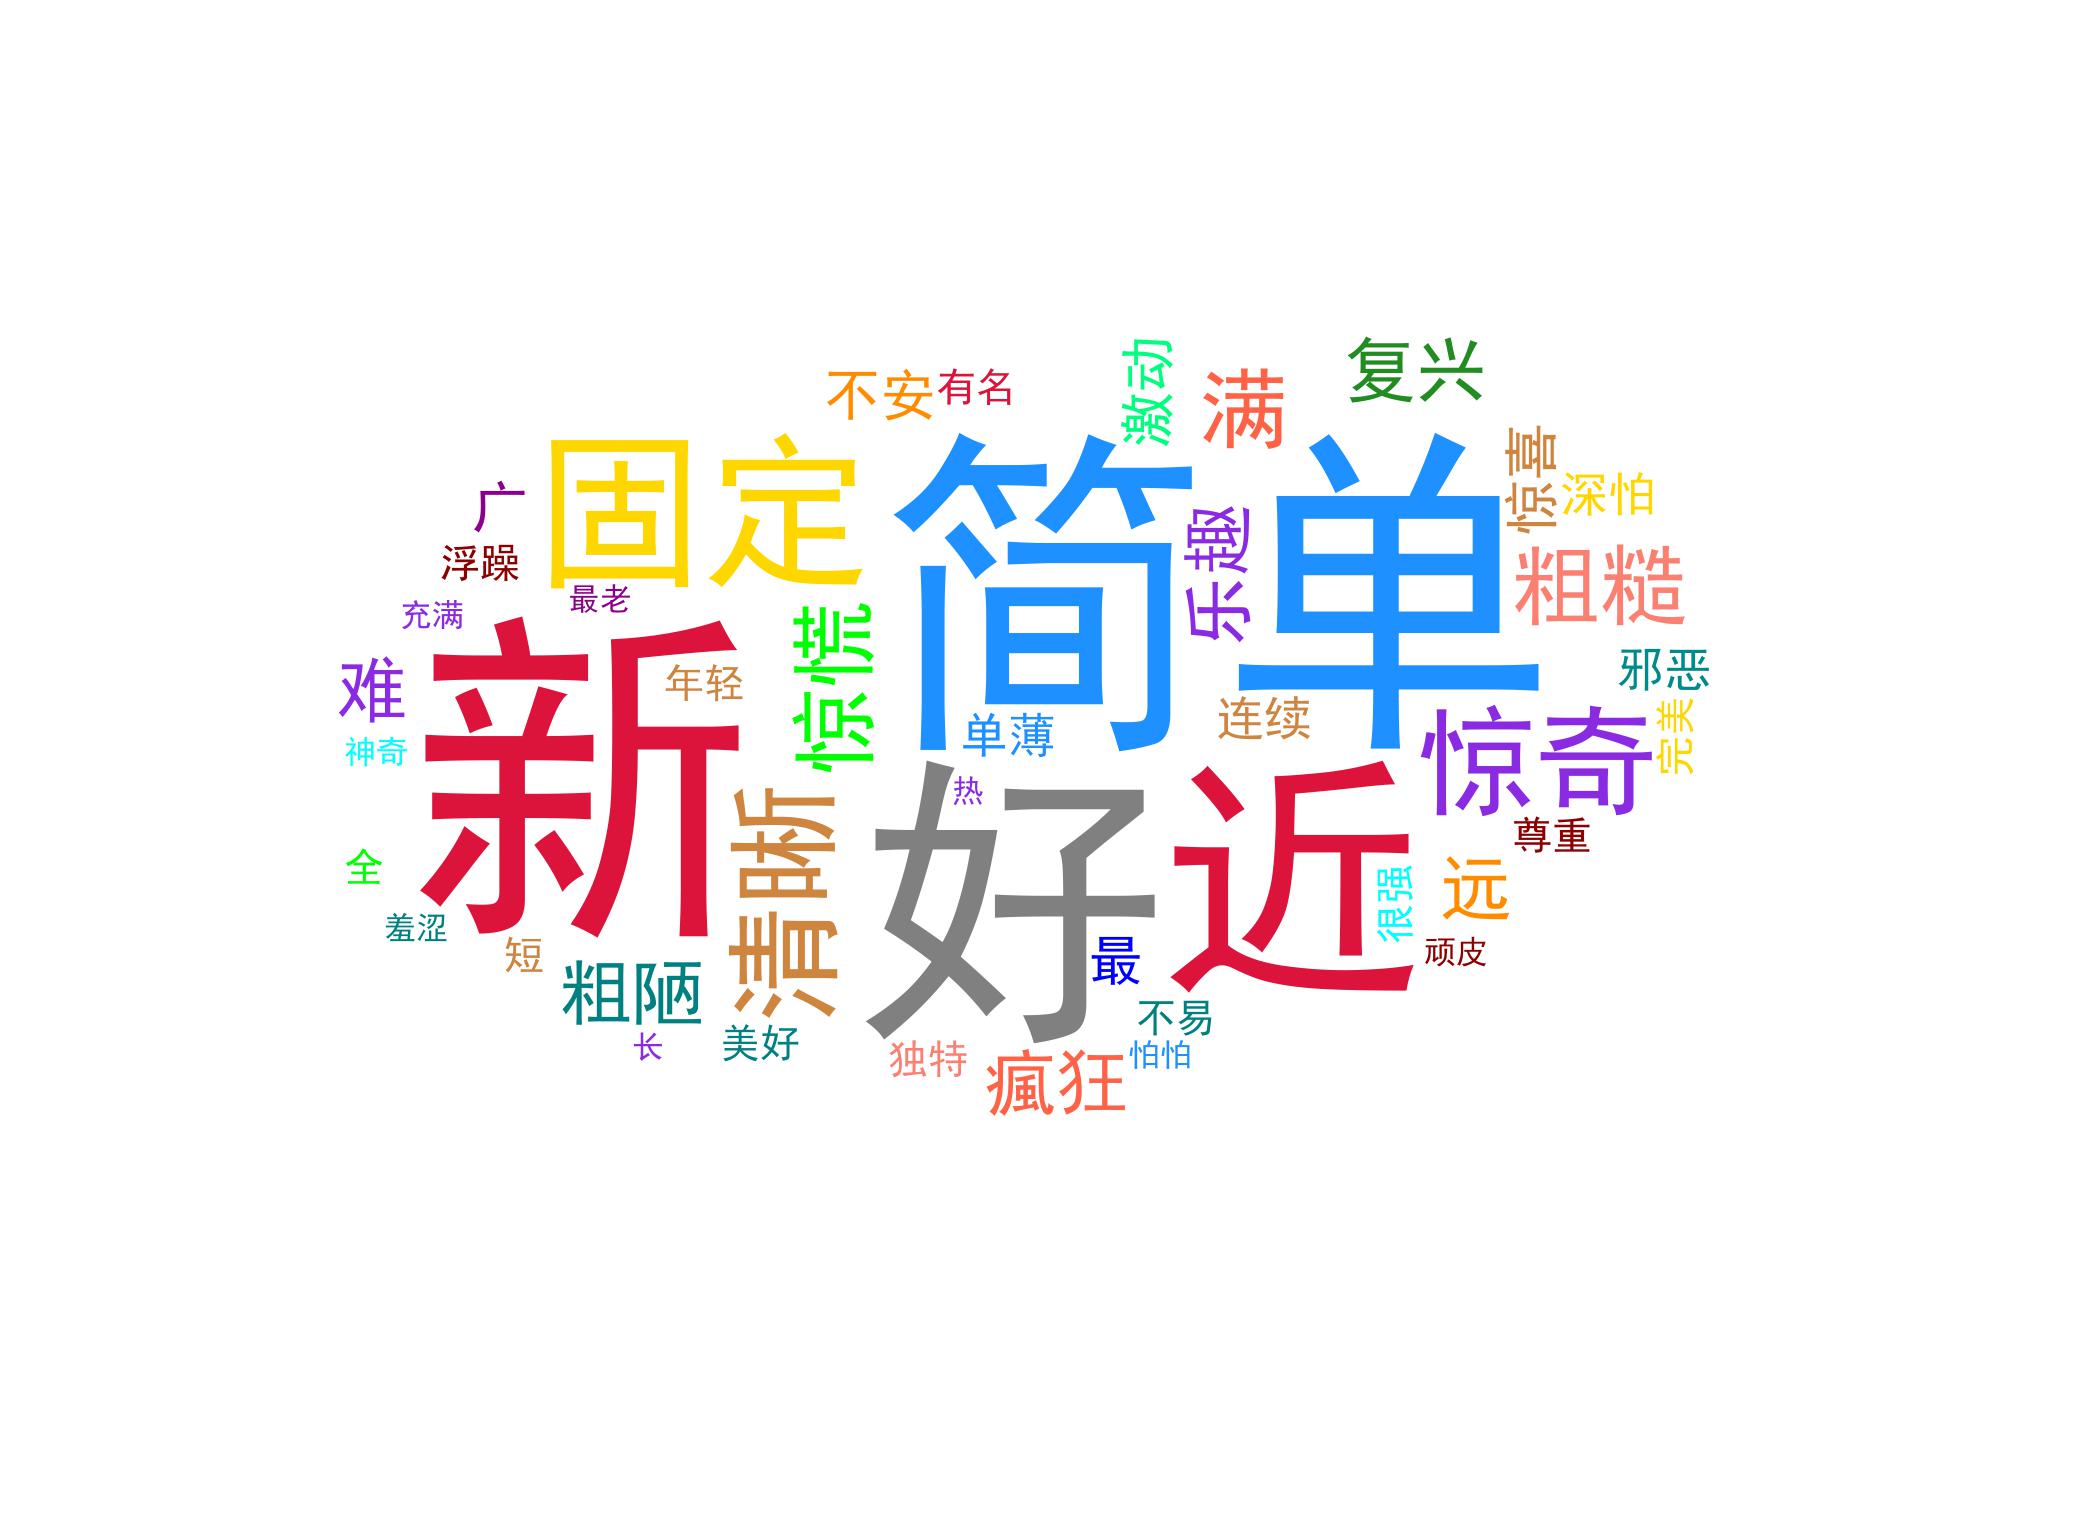 复兴
激动
满
不安
有名
简单
固定
惊喜
深怕
广
乐趣
浮躁
粗糙
最老
充满
新
惊慌
年轻
难
邪恶
连续
单薄
惊奇
完美
神奇
热
好
近
清晰
尊重
全
远
很强
羞涩
短
最
顽皮
粗陋
不易
长
美好
独特
怕怕
瘋狂